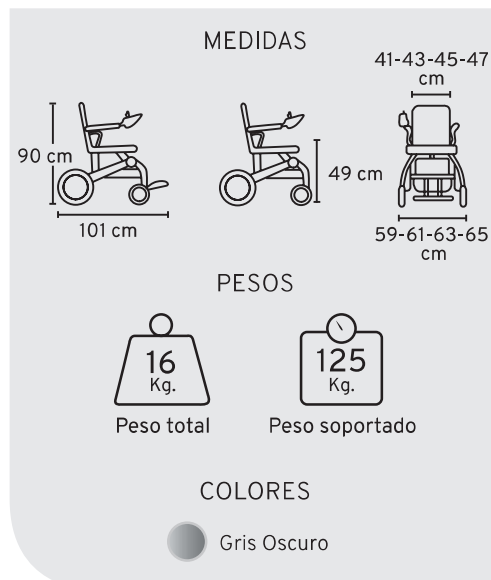 MEDIDAS
41-43-45-47
cm
90 cm
49 cm
101 cm
59-61-63-65
cm
PESOS
16
Kg.
125
Kg.
Peso total
Peso soportado
COLORES
Gris Oscuro